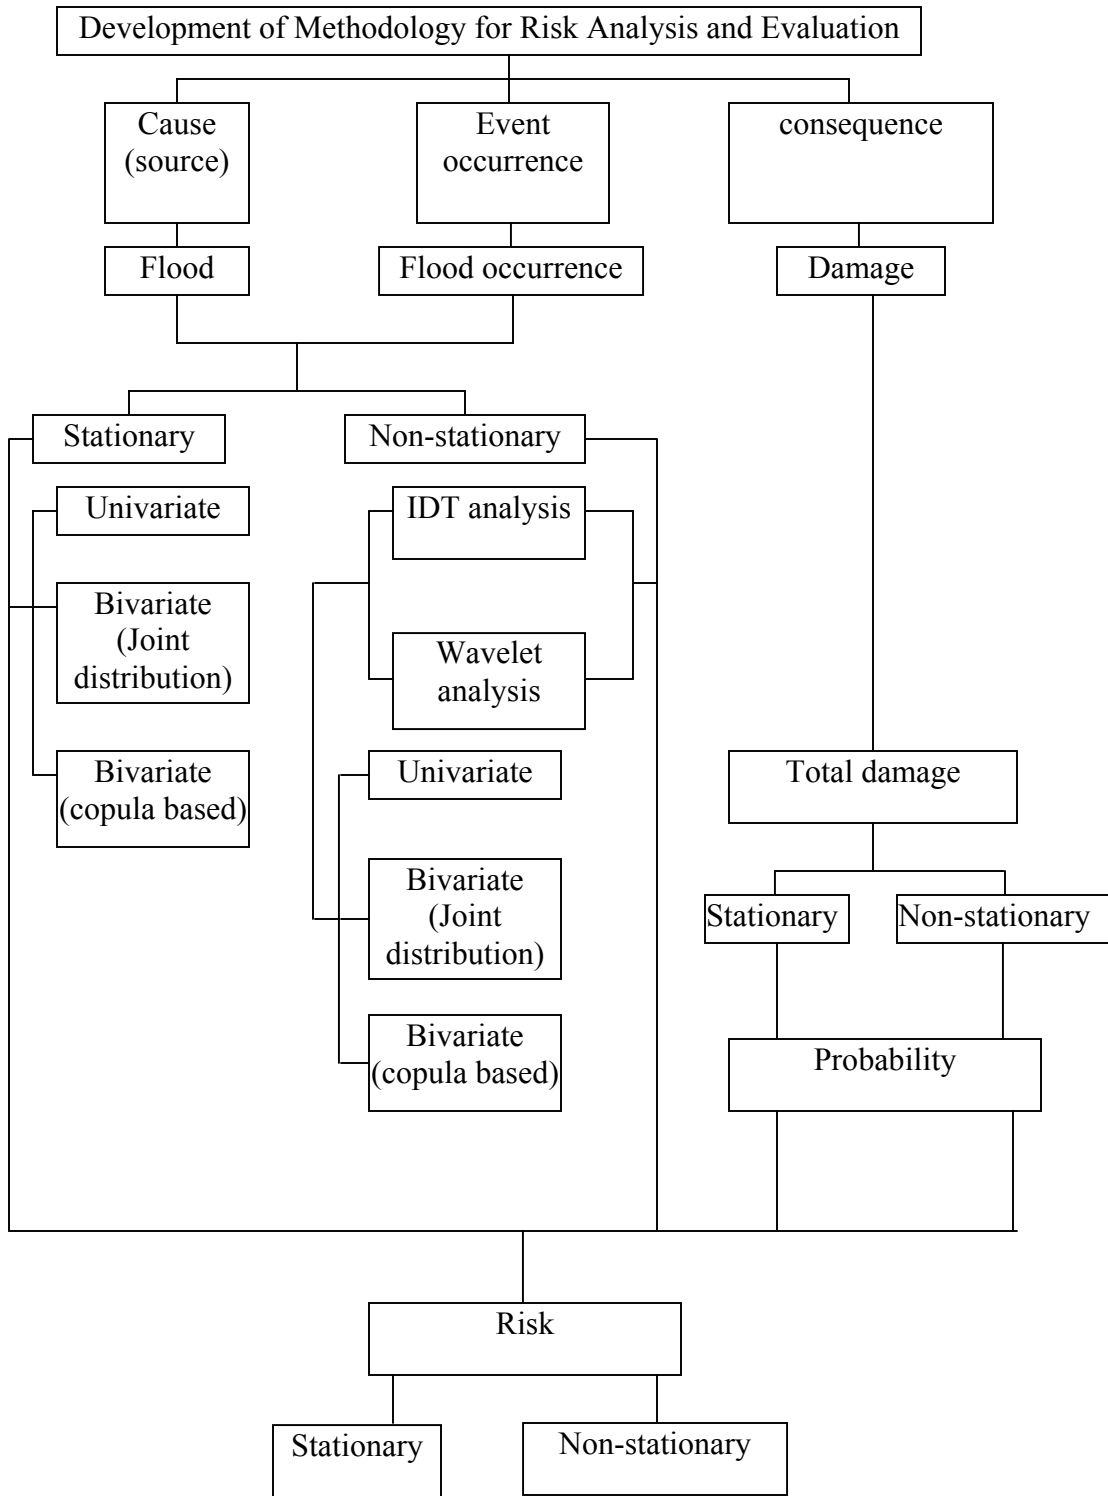 Development of Methodology for Risk Analysis and Evaluation
Cause
(source)
Event
occurrence
consequence
Flood
Flood occurrence
Damage
Stationary
Non-stationary
Univariate
Bivariate
(Joint
distribution)
Bivariate
(copula based)
IDT analysis
Wavelet
analysis
Univariate
Bivariate
(Joint
distribution)
Bivariate
(copula based)
Total damage
Stationary
Non-stationary
Probability
Risk
Stationary
Non-stationary